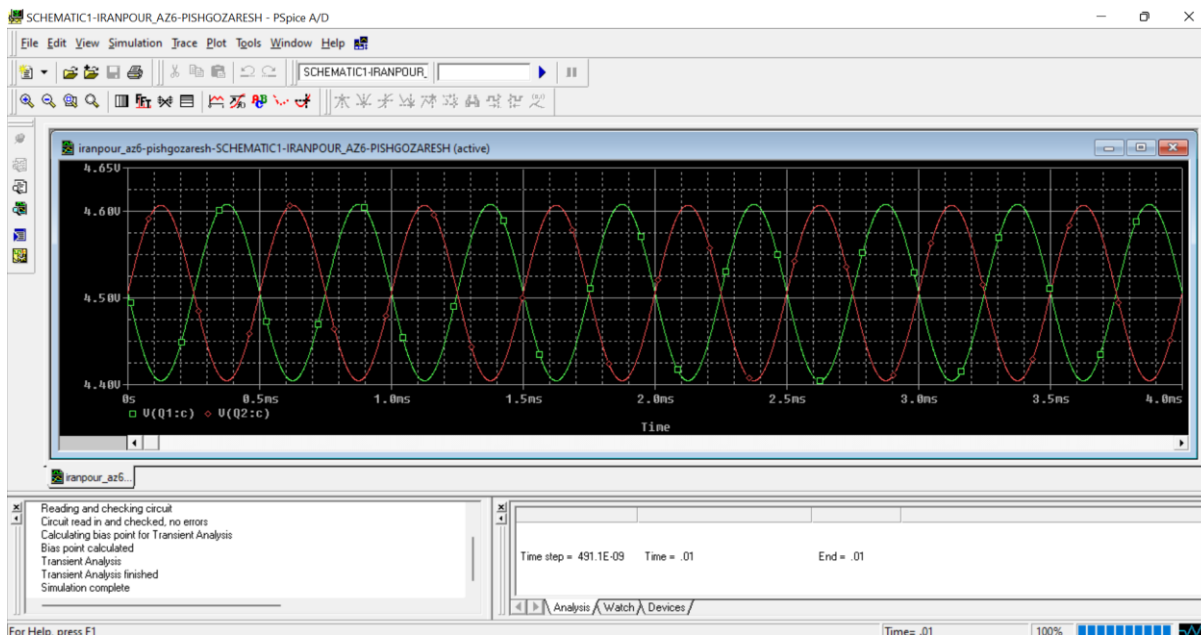 SCHEMATIC1-IRANPOUR_AZ6-PISHGOZARESH - PSpice A/D
File Edit View Simulation Trace Plot Tools Window Help
SCHEMATIC1-IRANPOUR_
iranpour_az6-pishgozaresh-SCHEMATIC1-IRANPOUR_AZ6-PISHGOZARESH (active)
4.65V
4.60V
4.50V
4.40V
0s 0.5ms 1.0ms 1.5ms 2.0ms 2.5ms 3.0ms 3.5ms 4.0ms
V(Q1:c) V(Q2:c)
Time
iranpour_az6...
Reading and checking circuit
Circuit read in and checked, no errors
Calculating bias point for Transient Analysis
Bias point calculated
Transient Analysis
Transient Analysis finished
Simulation complete
Time step = 491.1E-09 Time = .01 End = .01
Analysis Watch Devices
For Help, press F1 Time= .01 100%